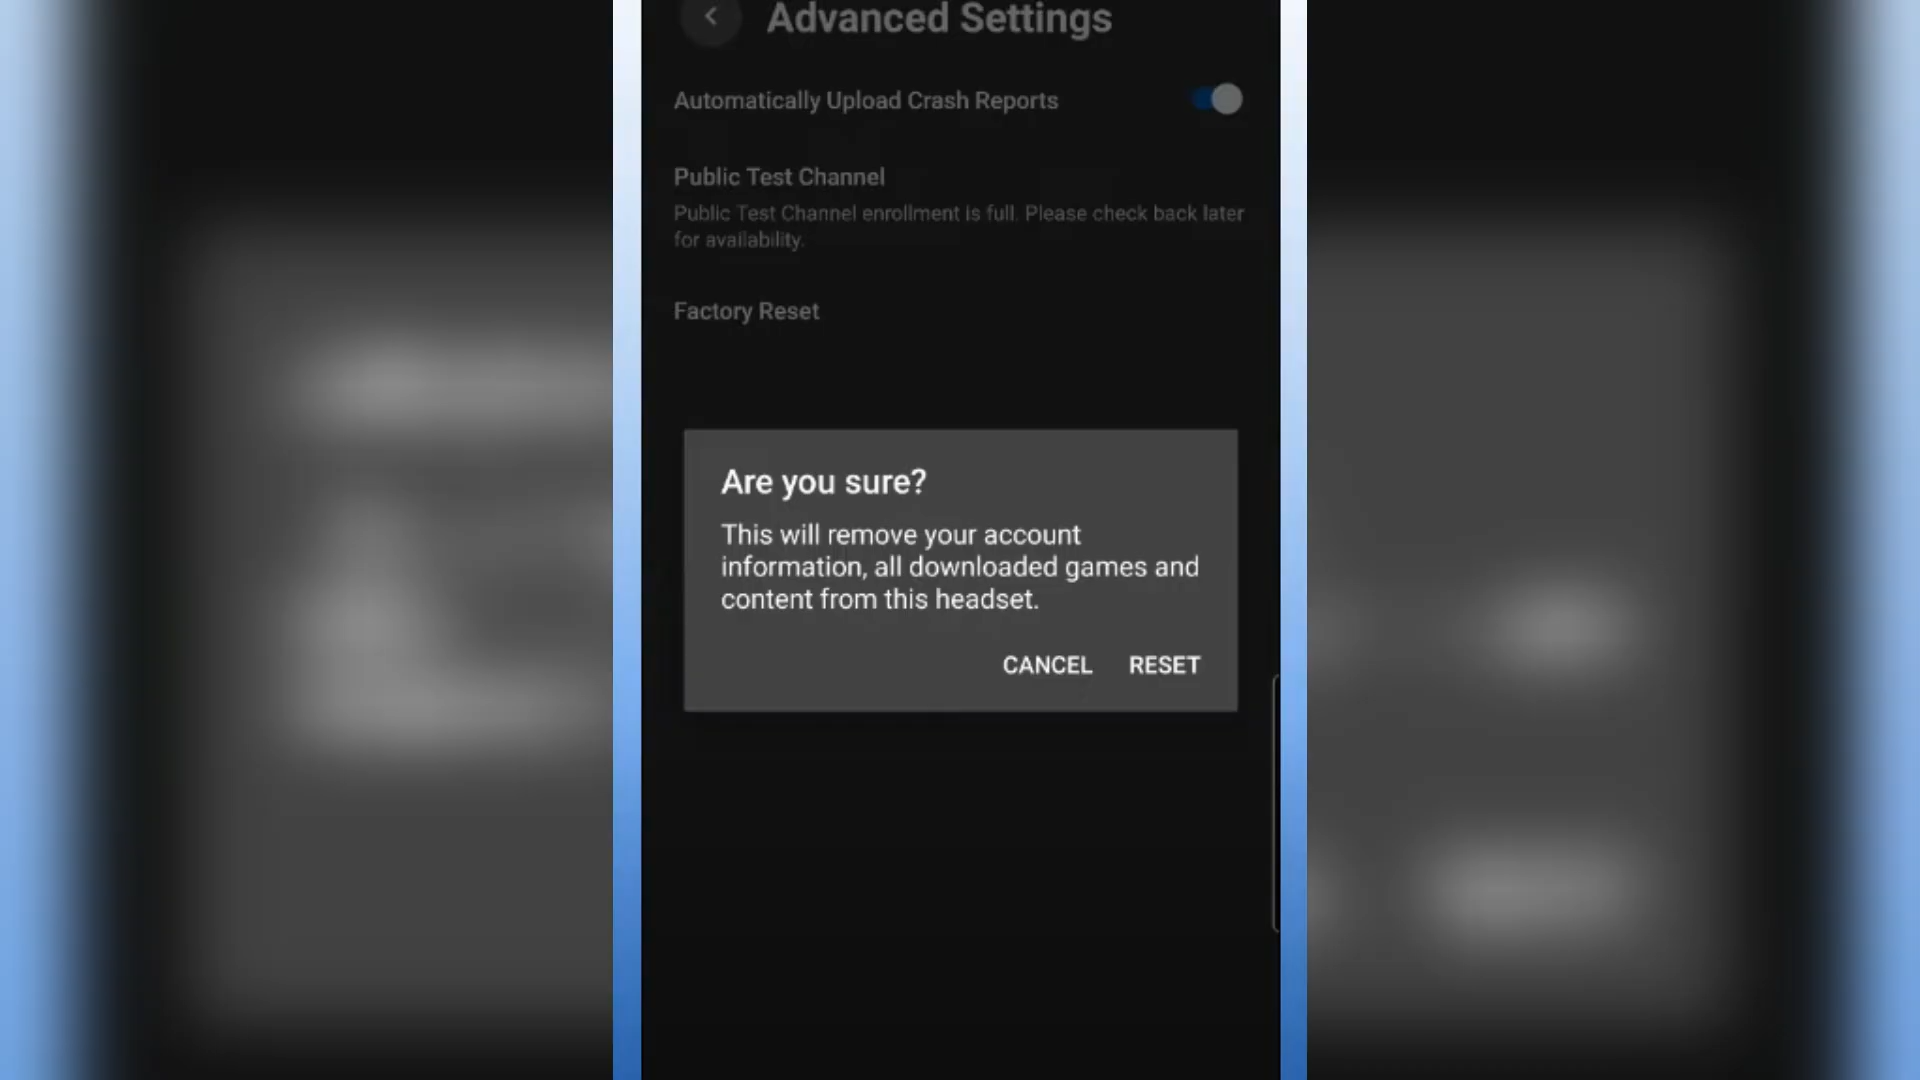 Advanced Settings
Automatically Upload Crash Reports
Public Test Channel
Public Test Channel enrollment is full. Please check back later
for availability.
Factory Reset
Are you sure?
This will remove your account
information, all downloaded games and
content from this headset.
CANCEL RESET